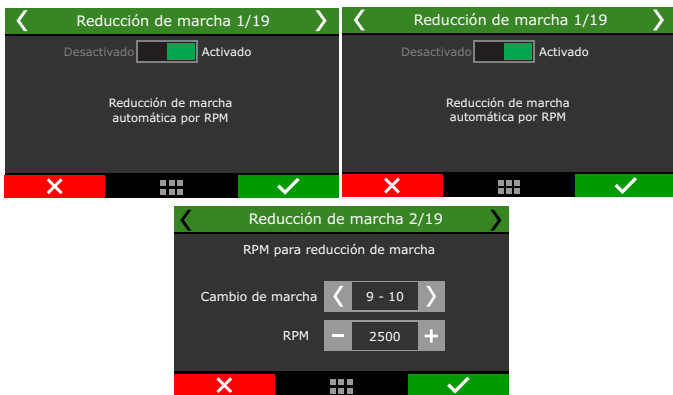 Reducción de marcha 1/19
Desactivado Activado
Reducción de marcha
automática por RPM
Reducción de marcha 1/19
Desactivado Activado
Reducción de marcha
automática por RPM
Reducción de marcha 2/19
RPM para reducción de marcha
Cambio de marcha 9 - 10
RPM 2500